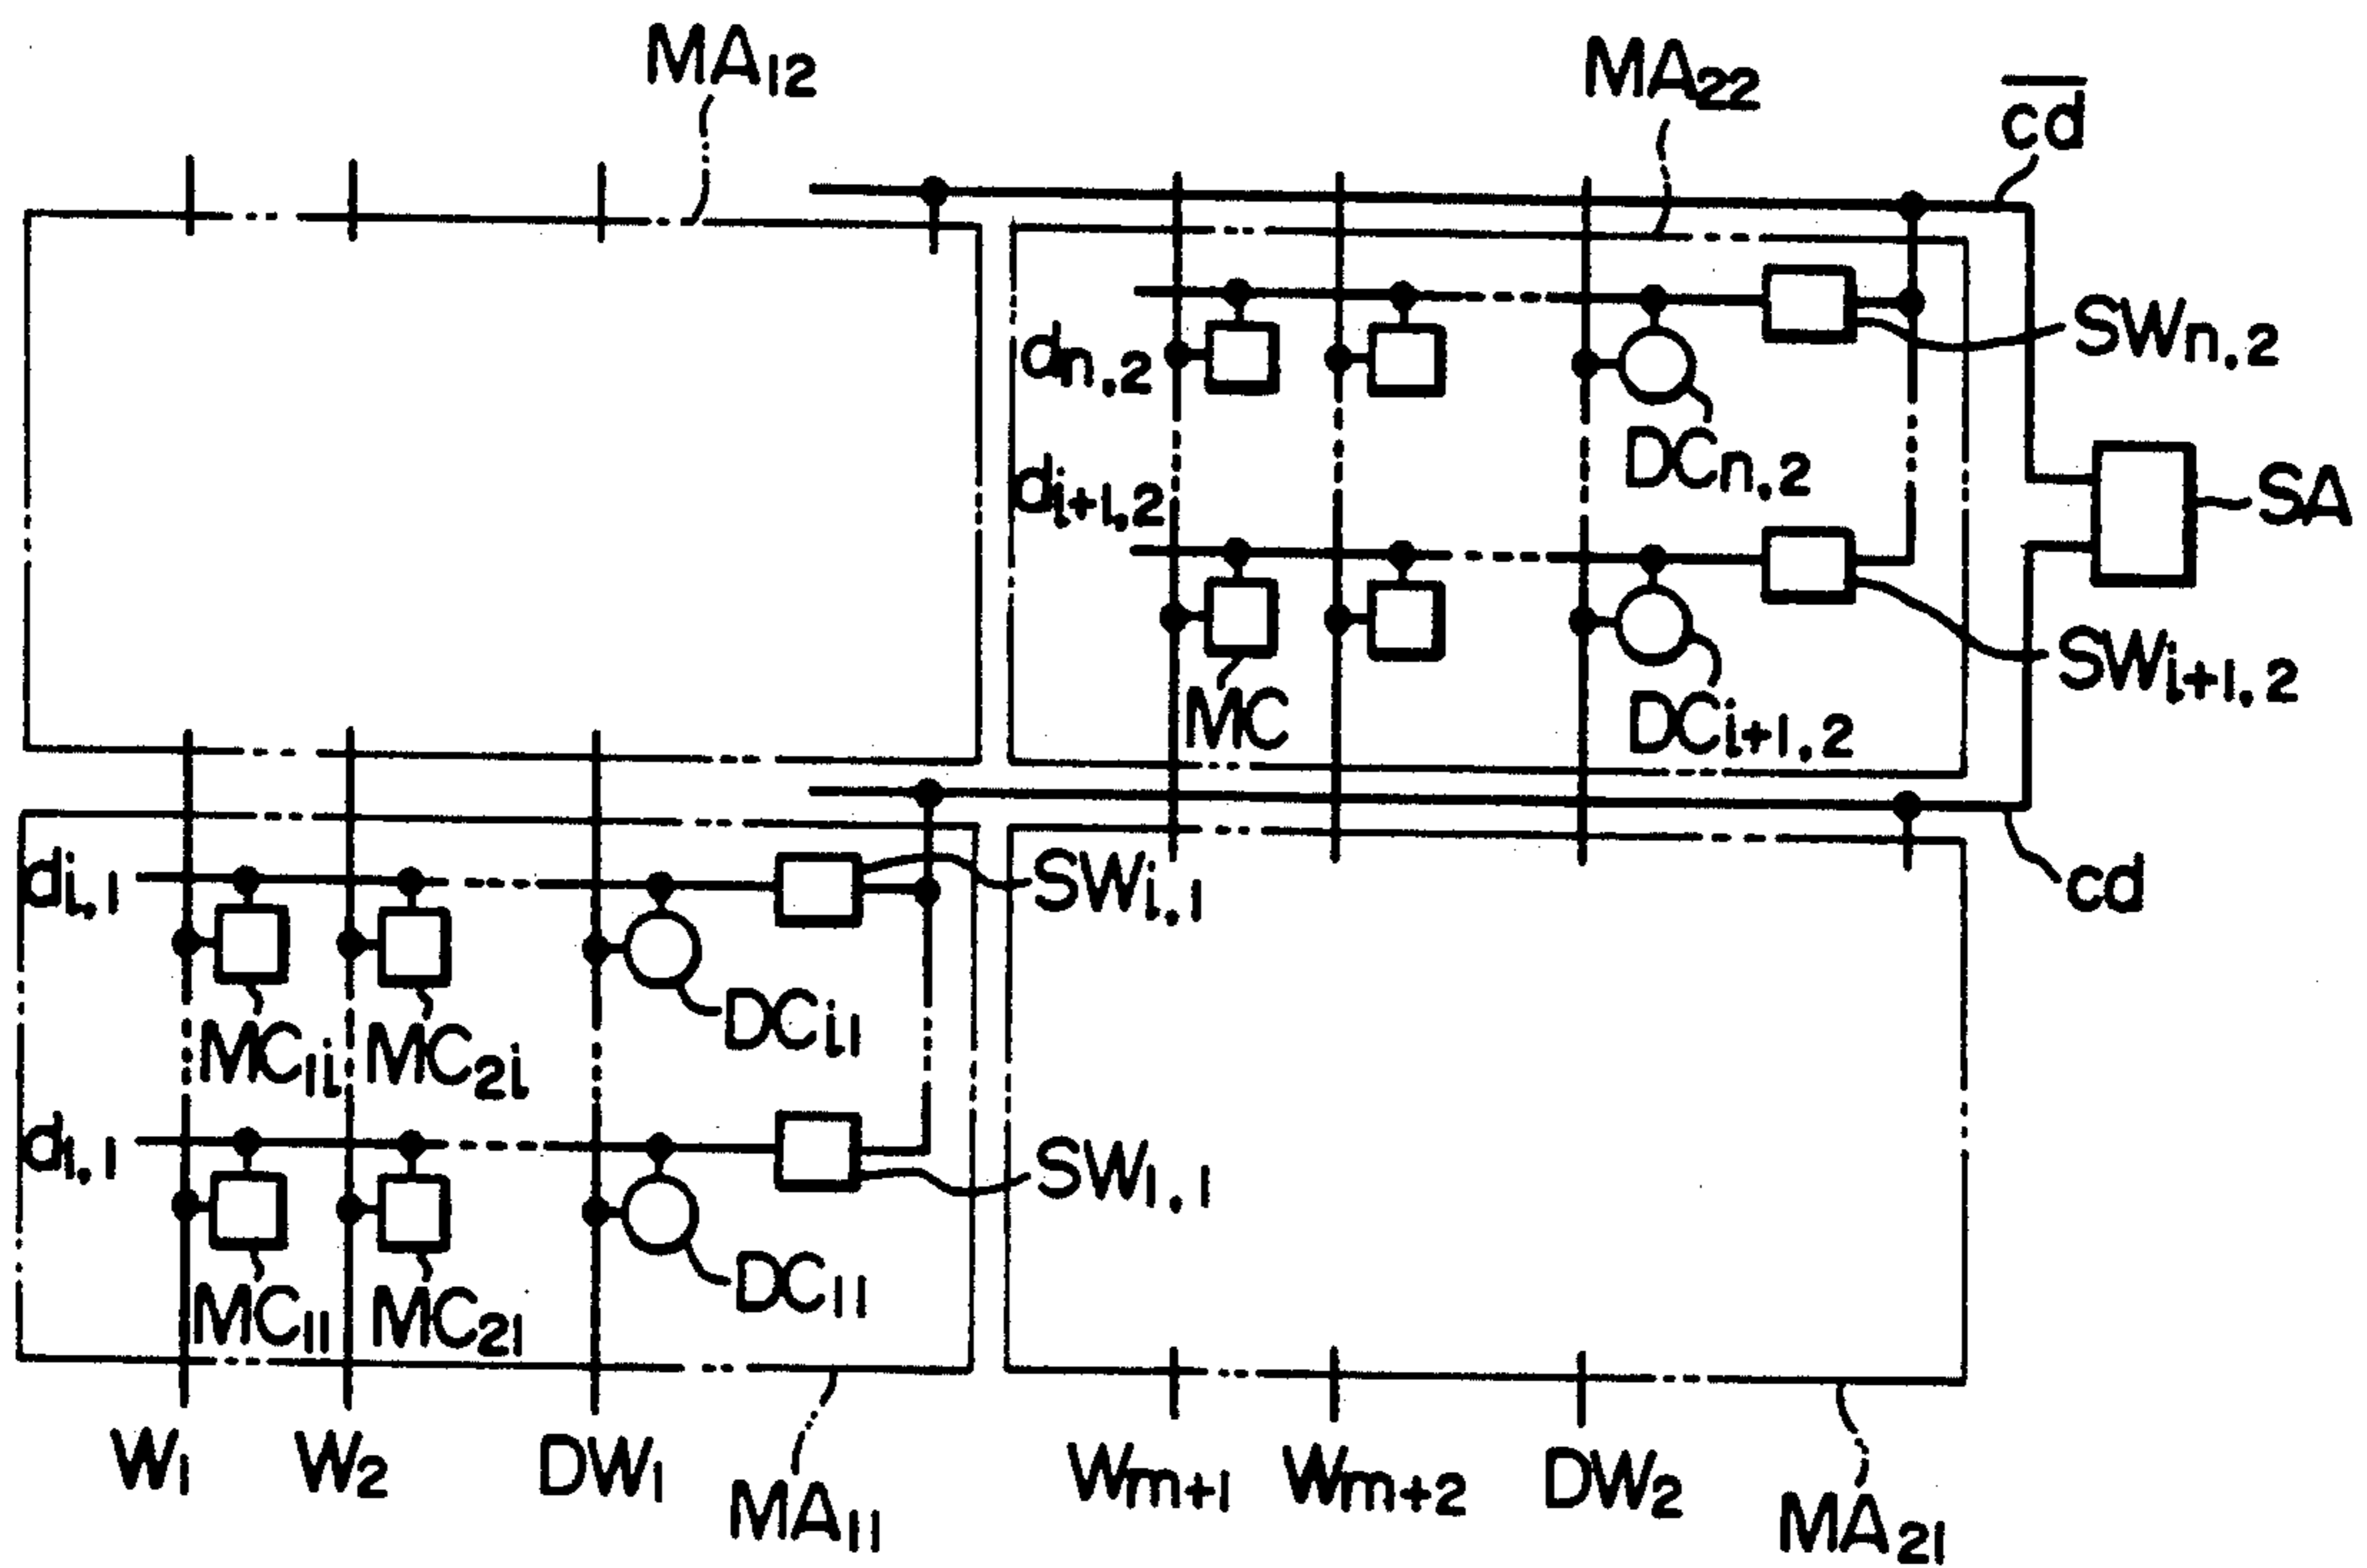 MA₁₂
MA₂₂
c̅d̅
dₙ.₂
SWₙ.₂
DCₙ.₂
dᵢ₊₁.₂
SA
MC
DCᵢ₊₁.₂
SWᵢ₊₁.₂
dᵢ.₁
SWᵢ.₁
cd
MC₁ᵢ
MC₂ᵢ
DCᵢ₁
d₁.₁
SW₁.₁
MC₁₁
MC₂₁
DC₁₁
W₁
W₂
DW₁
MA₁₁
Wₘ₊₁
Wₘ₊₂
DW₂
MA₂₁